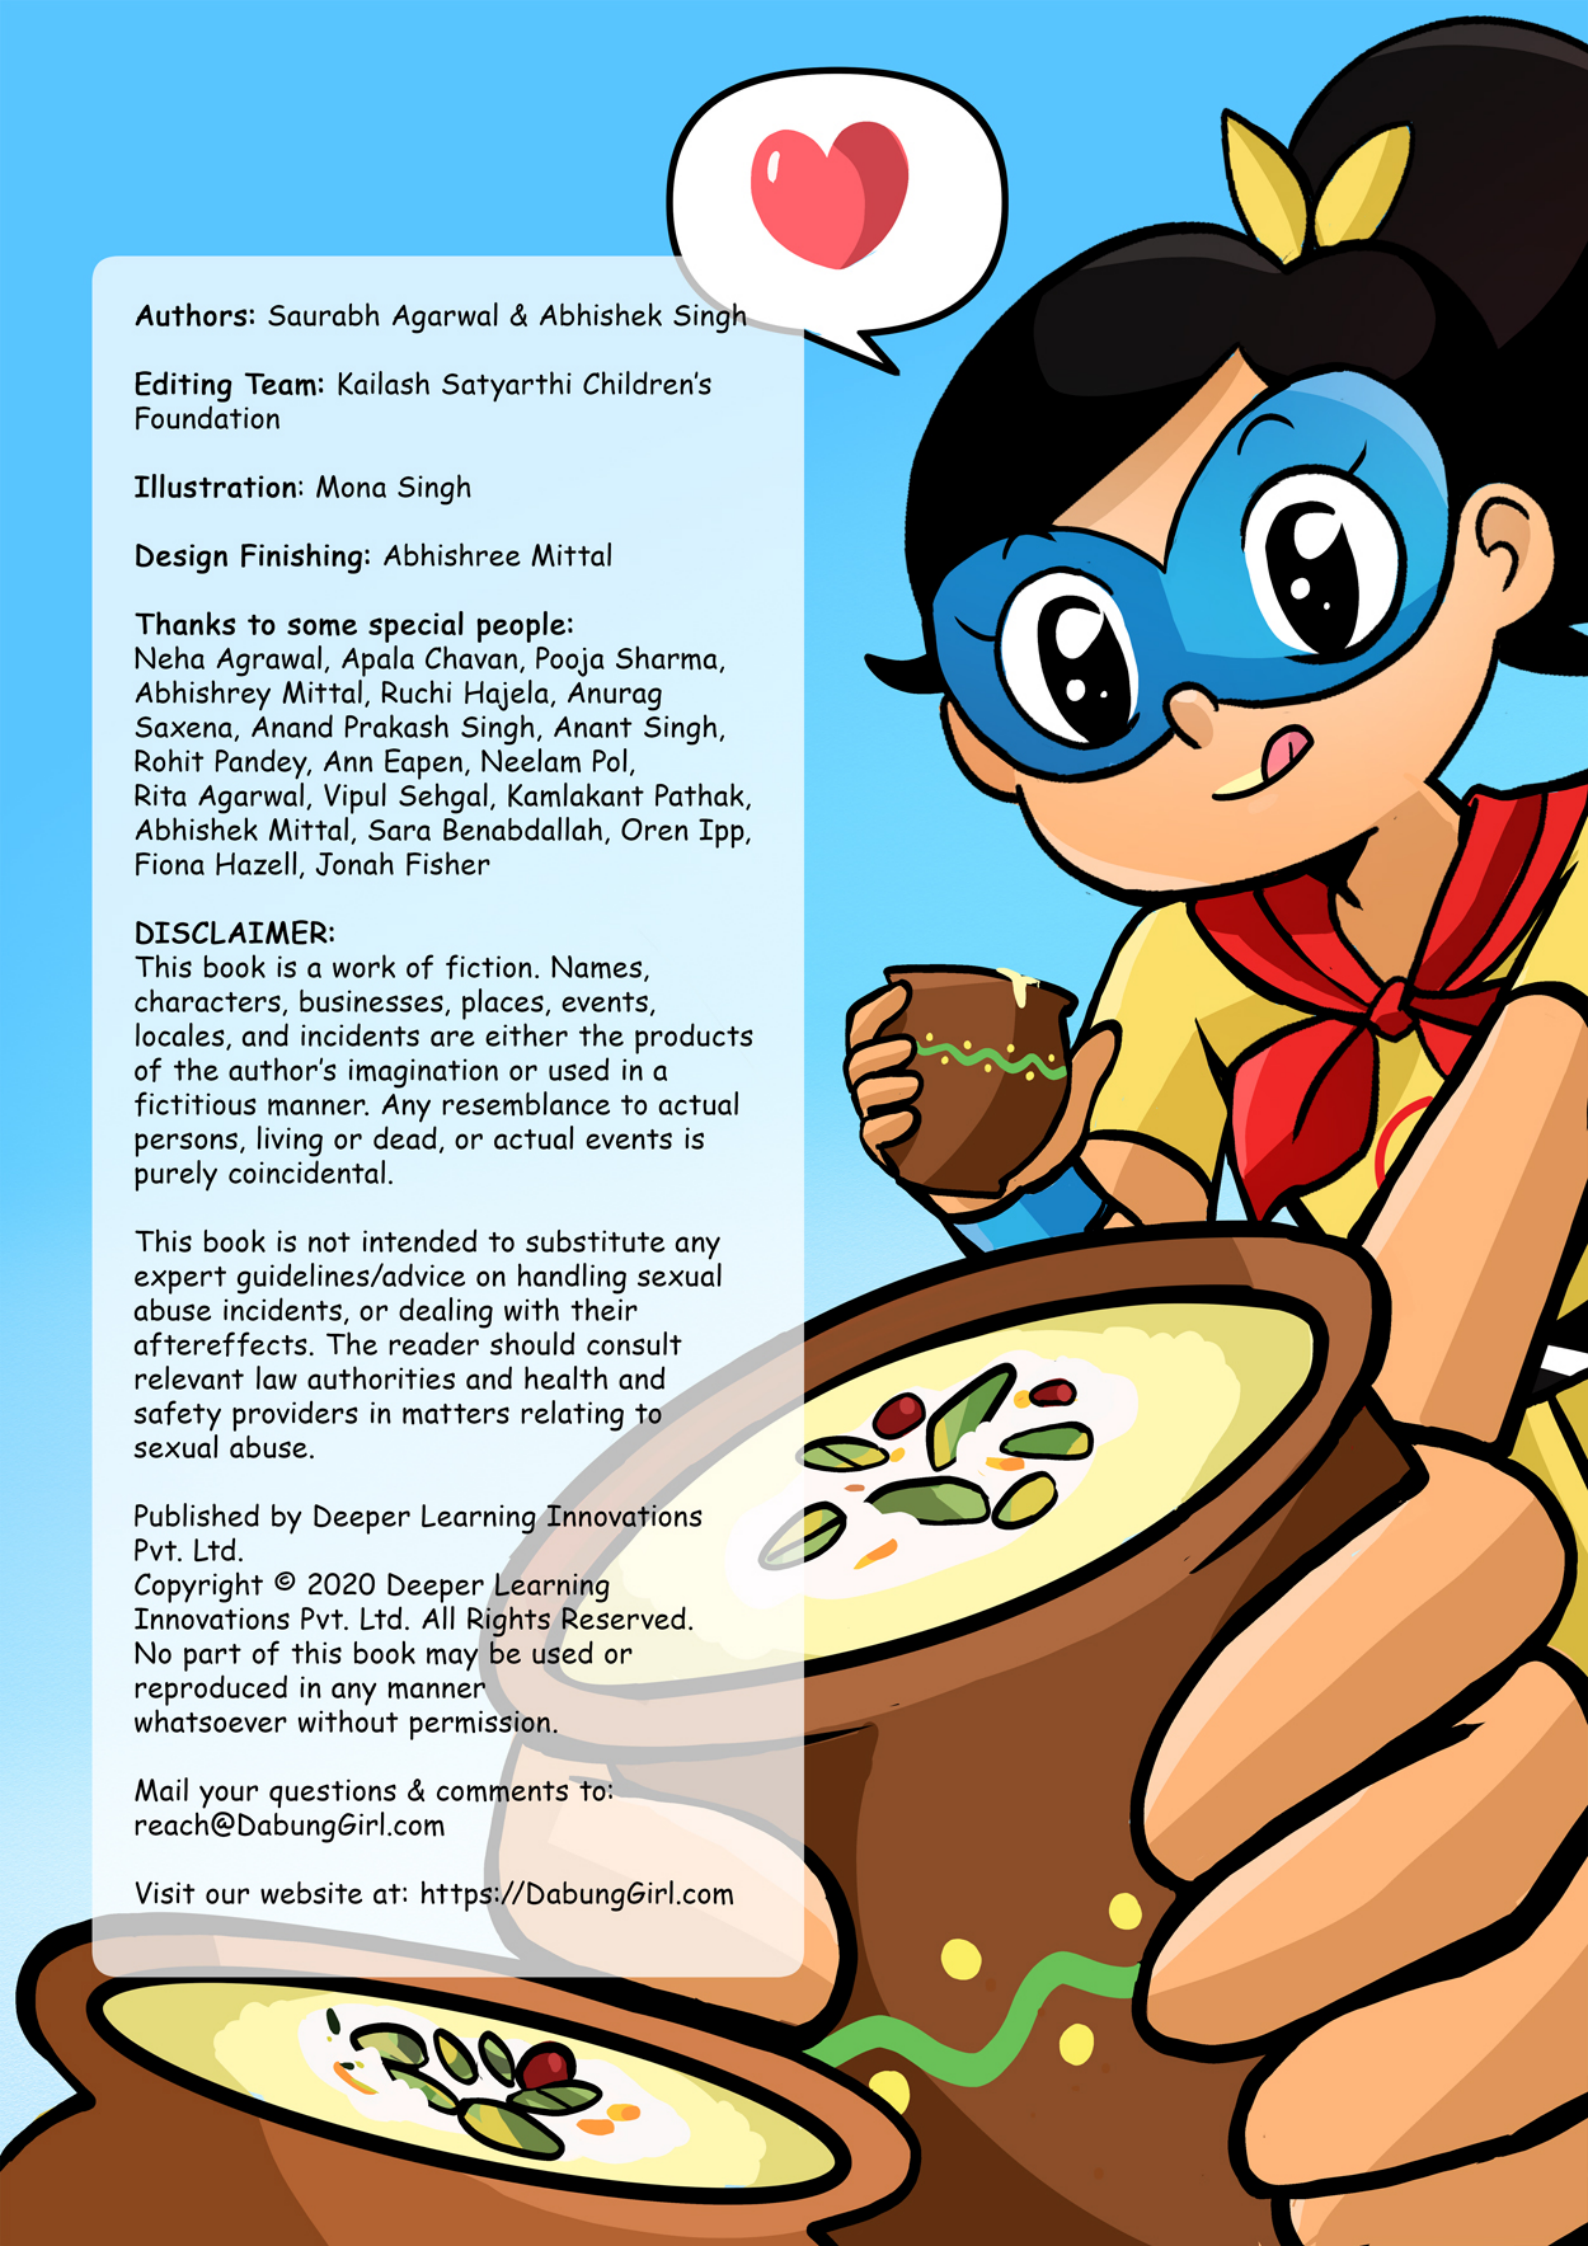 Authors: Saurabh Agarwal & Abhishek Singh
Editing Team: Kailash Satyarthi Children's
Foundation
Illustration: Mona Singh
Design Finishing: Abhishree Mittal
Thanks to some special people:
Neha Agrawal, Apala Chavan, Pooja Sharma,
Abhishrey Mittal, Ruchi Hajela, Anurag
Saxena, Anand Prakash Singh, Anant Singh,
Rohit Pandey, Ann Eapen, Neelam Pol,
Rita Agarwal, Vipul Sehgal, Kamlakant Pathak,
Abhishek Mittal, Sara Benabdallah, Oren Ipp,
Fiona Hazell, Jonah Fisher
DISCLAIMER:
This book is a work of fiction. Names,
characters, businesses, places, events,
locales, and incidents are either the products
of the author's imagination or used in a
fictitious manner. Any resemblance to actual
persons, living or dead, or actual events is
purely coincidental.
This book is not intended to substitute any
expert guidelines/advice on handling sexual
abuse incidents, or dealing with their
aftereffects. The reader should consult
relevant law authorities and health and
safety providers in matters relating to
sexual abuse.
Published by Deeper Learning Innovations
Pvt. Ltd.
Copyright © 2020 Deeper Learning
Innovations Pvt. Ltd. All Rights Reserved.
No part of this book may be used or
reproduced in any manner
whatsoever without permission.
Mail your questions & comments to:
reach@DabungGirl.com
Visit our website at: https://DabungGirl.com